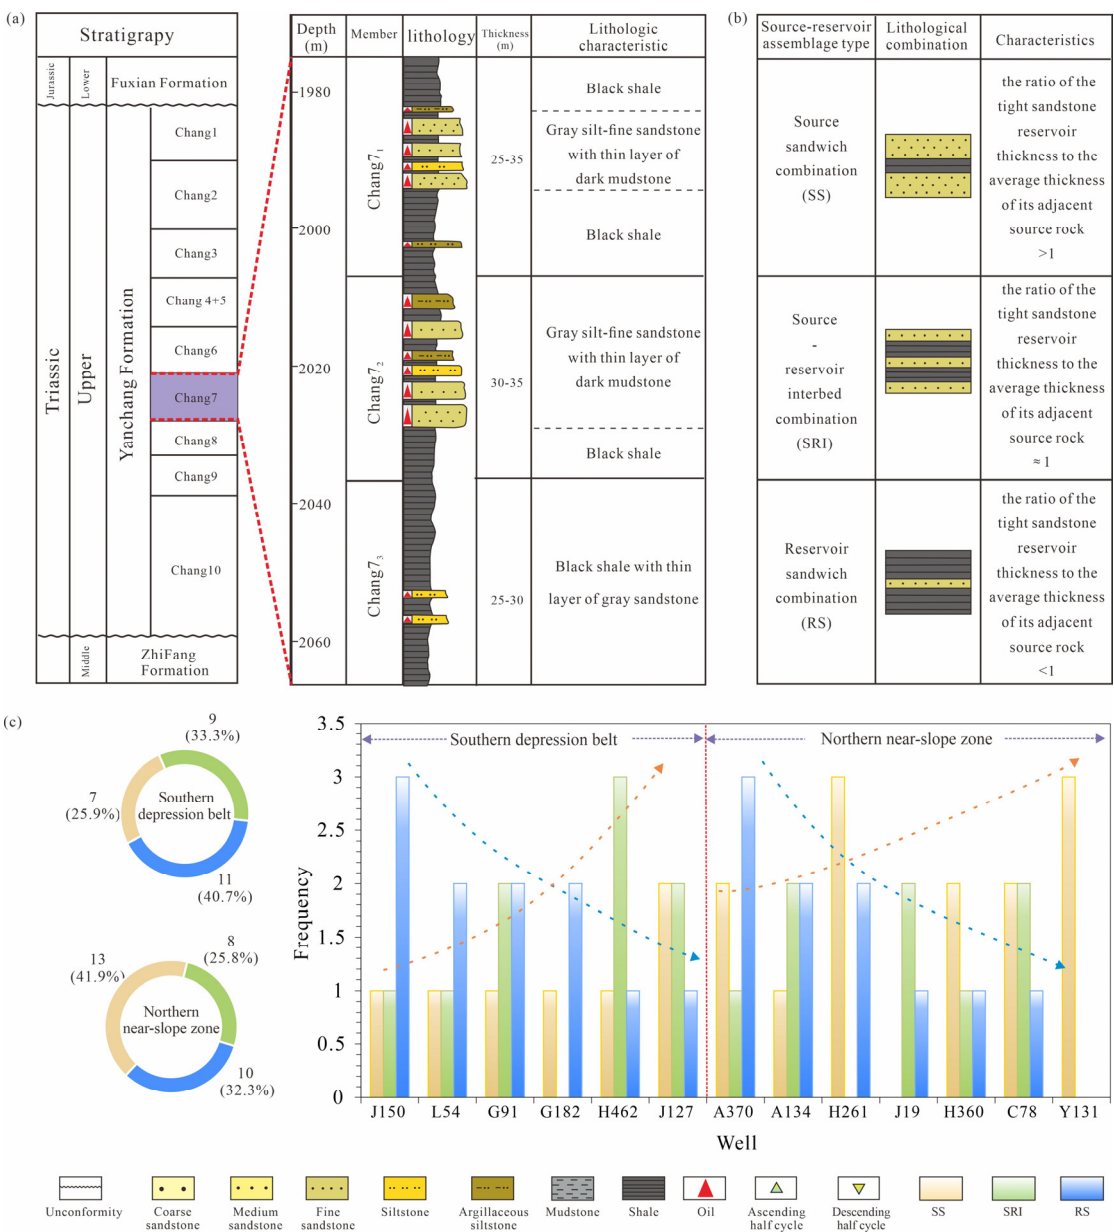 (a)
Stratigrapy
Jurassic
Lower
Fuxian Formation
Triassic
Upper
Yanchang Formation
Chang1
Chang2
Chang3
Chang 4+5
Chang6
Chang7
Chang8
Chang9
Chang10
Middle
ZhiFang
Formation
Depth
(m)
Member
lithology
Thickness
(m)
Lithologic
characteristic
1980
2000
2020
2040
2060
Chang7₁
Chang7₂
Chang7₃
25-35
30-35
25-30
Black shale
Gray silt-fine sandstone
with thin layer of
dark mudstone
Black shale
Gray silt-fine sandstone
with thin layer of
dark mudstone
Black shale
Black shale with thin
layer of gray sandstone
(b)
Source-reservoir
assemblage type
Lithological
combination
Characteristics
Source
sandwich
combination
(SS)
the ratio of the
tight sandstone
reservoir
thickness to the
average thickness
of its adjacent
source rock
>1
Source
-
reservoir
interbed
combination
(SRI)
the ratio of the
tight sandstone
reservoir
thickness to the
average thickness
of its adjacent
source rock
≈ 1
Reservoir
sandwich
combination
(RS)
the ratio of the
tight sandstone
reservoir
thickness to the
average thickness
of its adjacent
source rock
<1
(c)
9
(33.3%)
7
(25.9%)
Southern
depression belt
11
(40.7%)
13
(41.9%)
8
(25.8%)
Northern
near-slope zone
10
(32.3%)
Frequency
3.5
3
2.5
2
1.5
1
0.5
0
Southern depression belt
Northern near-slope zone
J150 L54 G91 G182 H462 J127 A370 A134 H261 J19 H360 C78 Y131
Well
Unconformity
Coarse
sandstone
Medium
sandstone
Fine
sandstone
Siltstone
Argillaceous
siltstone
Mudstone
Shale
Oil
Ascending
half cycle
Descending
half cycle
SS
SRI
RS